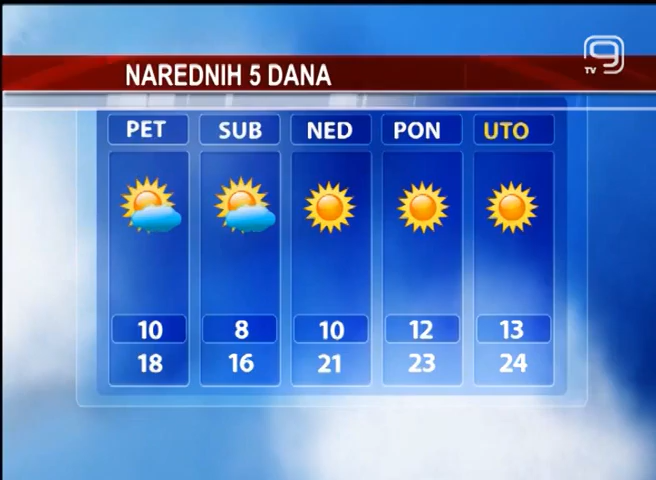 NAREDNIH 5 DANA
TV 9
PET SUB NED PON UTO
10 8 10 12 13
18 16 21 23 24